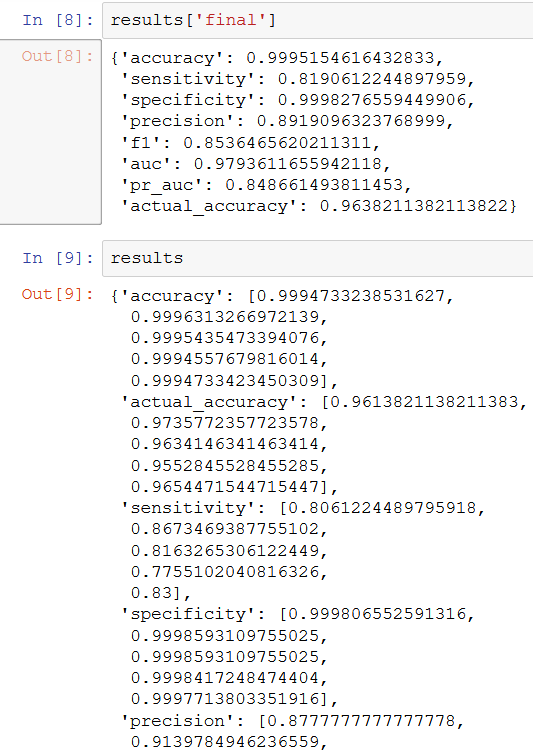 In [8]: results['final']
Out[8]: {'accuracy': 0.9995154616432833,
'sensitivity': 0.8190612244897959,
'specificity': 0.9998276559449906,
'precision': 0.8919096323768999,
'f1': 0.8536465620211311,
'auc': 0.9793611655942118,
'pr_auc': 0.848661493811453,
'actual_accuracy': 0.9638211382113822}
In [9]: results
Out[9]: {'accuracy': [0.9994733238531627,
0.9996313266972139,
0.9995435473394076,
0.9994557679816014,
0.9994733423450309],
'actual_accuracy': [0.9613821138211383,
0.9735772357723578,
0.9634146341463414,
0.9552845528455285,
0.9654471544715447],
'sensitivity': [0.8061224489795918,
0.8673469387755102,
0.8163265306122449,
0.7755102040816326,
0.83],
'specificity': [0.999806552591316,
0.9998593109755025,
0.9998593109755025,
0.9998417248474404,
0.9997713803351916],
'precision': [0.8777777777777778,
0.9139784946236559,